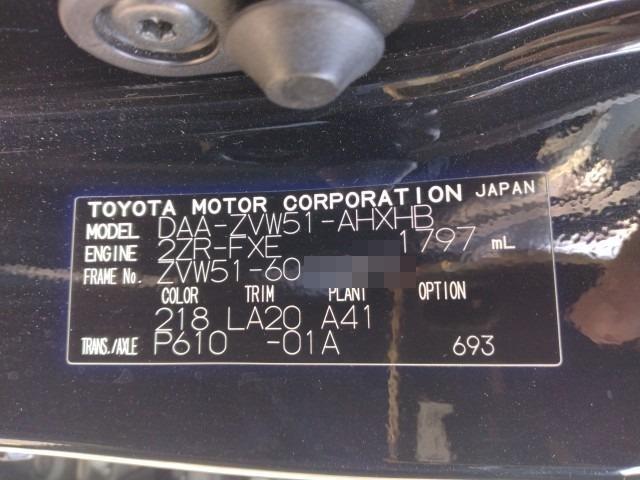 TOYOTA MOTOR CORPORATION JAPAN
MODEL DAA-ZVW51-AHXHB
ENGINE 2ZR-FXE 1797 mL
FRAME No. ZVW51-60
COLOR TRIM PLANT OPTION
218 LA20 A41
TRANS./AXLE P610 -01A 693